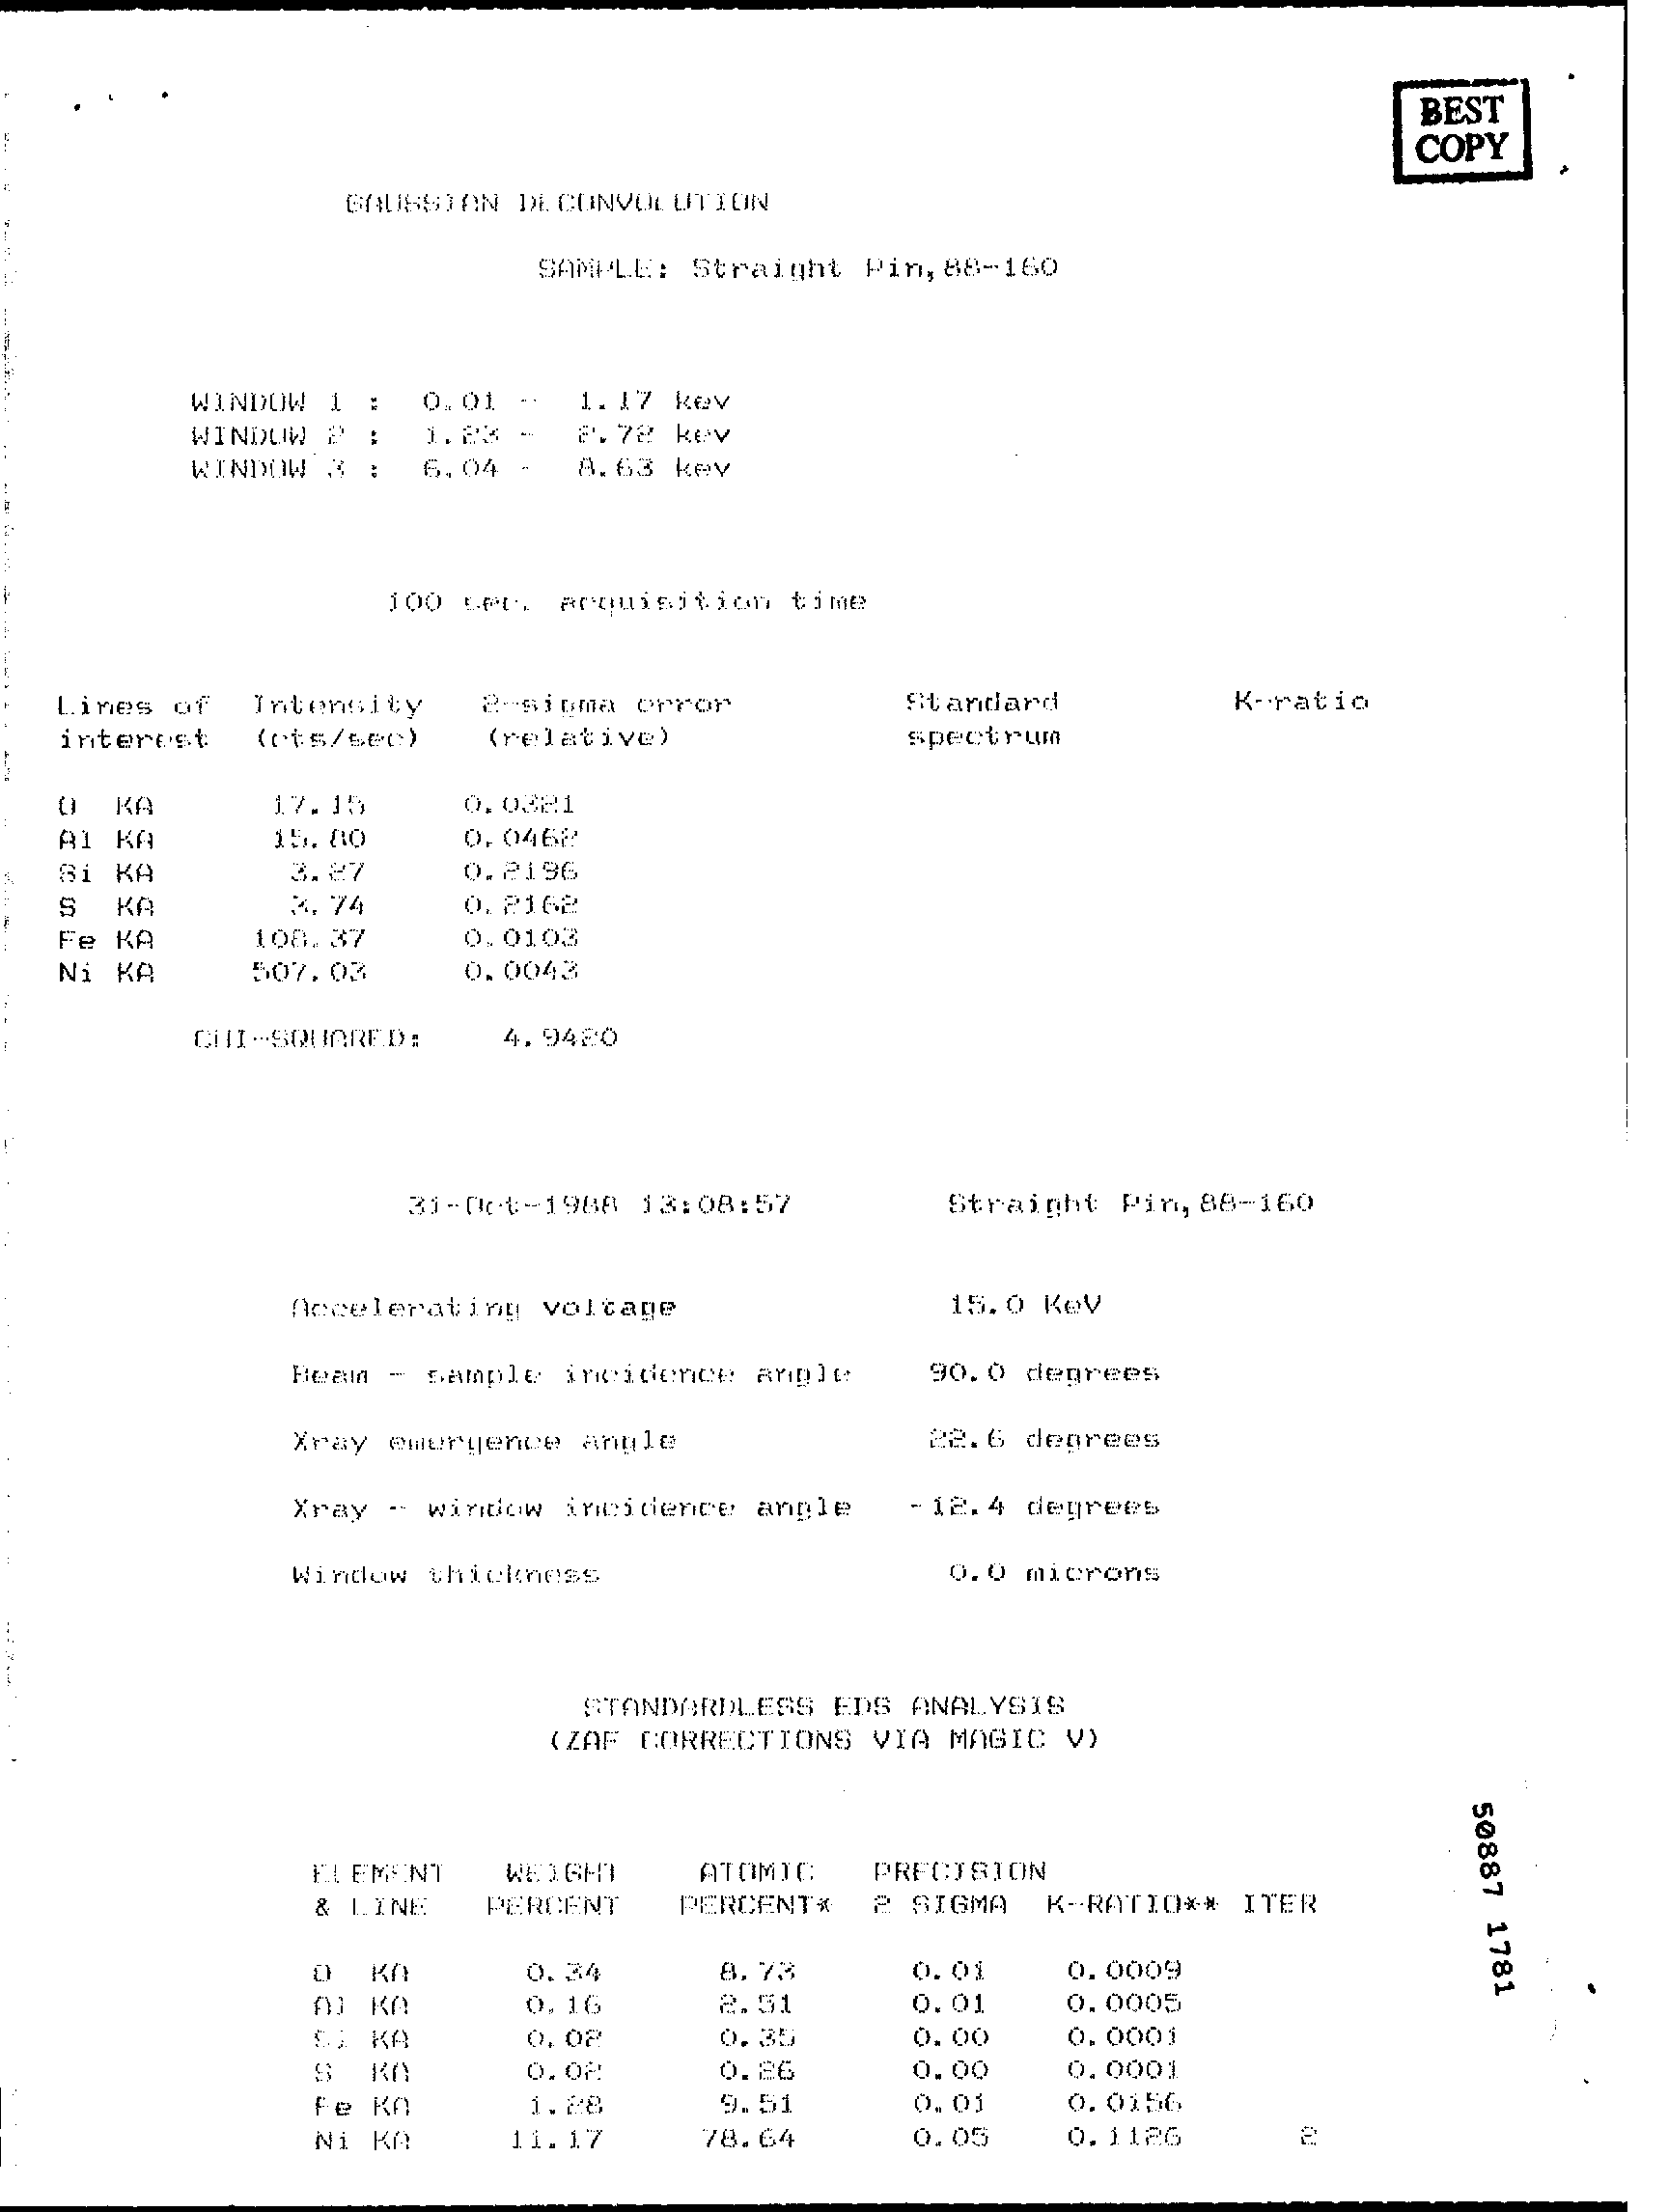 BEST
COPY
GAUSSIAN DECONVOLUTION
SAMPLE: Straight Pin,88-160
WINDOW 1 : 0.01 - 1.17 kev
WINDOW 2 : 1.23 - 2.72 kev
WINDOW 3 : 6.04 - 8.63 kev
100 sec. acquisition time
Lines of Intensity 2-sigma error Standard K-ratio
interest (cts/sec) (relative) spectrum
O KA 17.15 0.0321
Al KA 15.80 0.0462
Si KA 3.27 0.2196
S KA 3.74 0.2162
Fe KA 108.37 0.0103
Ni KA 507.03 0.0043
CHI-SQUARED: 4.9420
31-Oct-1988 13:08:57 Straight Pin,88-160
Accelerating voltage 15.0 KeV
Beam - sample incidence angle 90.0 degrees
Xray emergence angle 22.6 degrees
Xray - window incidence angle -12.4 degrees
Window thickness 0.0 microns
STANDARDLESS EDS ANALYSIS
(ZAF CORRECTIONS VIA MAGIC V)
ELEMENT WEIGHT ATOMIC PRECISION
& LINE PERCENT PERCENT* 2 SIGMA K-RATIO** ITER
O KA 0.34 8.73 0.01 0.0009
Al KA 0.16 2.51 0.01 0.0005
Si KA 0.02 0.35 0.00 0.0001
S KA 0.02 0.26 0.00 0.0001
Fe KA 1.28 9.51 0.01 0.0156
Ni KA 11.17 78.64 0.05 0.1126 2
50887 1781